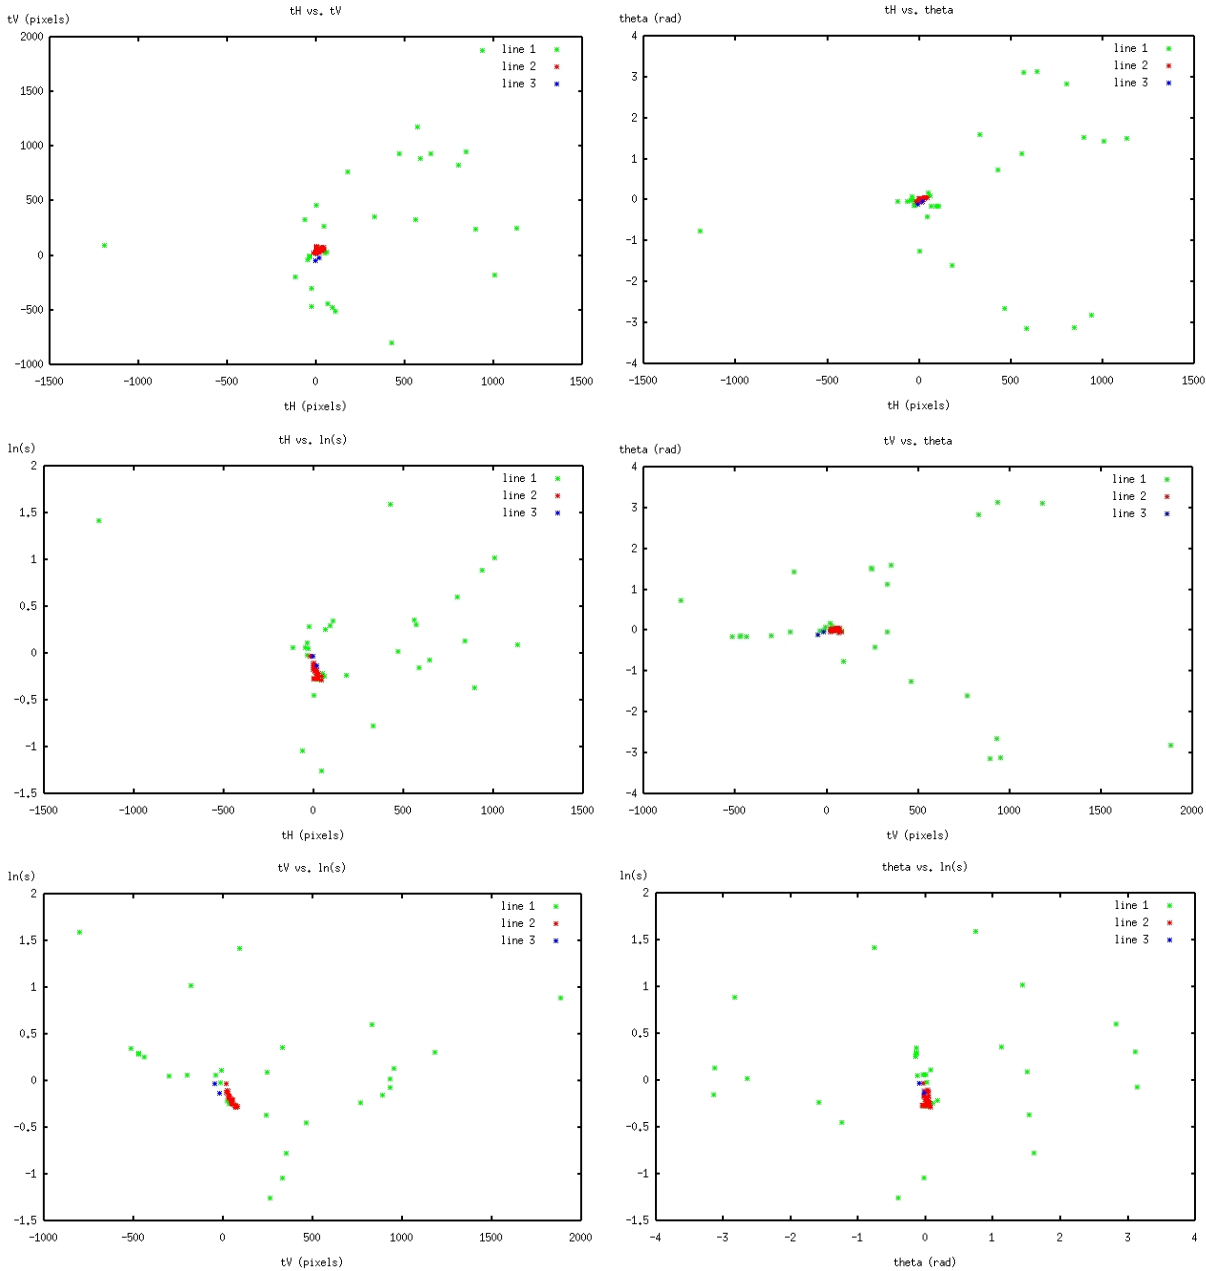 tH vs. tV
tV (pixels)
2000
1500
1000
500
0
-500
-1000
-1500 -1000 -500 0 500 1000 1500
tH (pixels)
line 1
line 2
line 3
tH vs. theta
theta (rad)
4
3
2
1
0
-1
-2
-3
-4
-1500 -1000 -500 0 500 1000 1500
tH (pixels)
line 1
line 2
line 3
tH vs. ln(s)
ln(s)
2
1.5
1
0.5
0
-0.5
-1
-1.5
-1500 -1000 -500 0 500 1000 1500
tH (pixels)
line 1
line 2
line 3
tV vs. theta
theta (rad)
4
3
2
1
0
-1
-2
-3
-4
-1000 -500 0 500 1000 1500 2000
tV (pixels)
line 1
line 2
line 3
tV vs. ln(s)
ln(s)
2
1.5
1
0.5
0
-0.5
-1
-1.5
-1000 -500 0 500 1000 1500 2000
tV (pixels)
line 1
line 2
line 3
theta vs. ln(s)
ln(s)
2
1.5
1
0.5
0
-0.5
-1
-1.5
-4 -3 -2 -1 0 1 2 3 4
theta (rad)
line 1
line 2
line 3